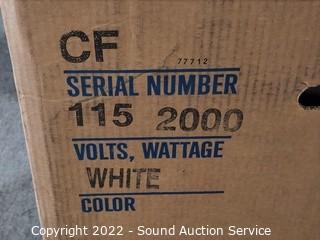 CF
77712
SERIAL NUMBER
115 2000
VOLTS, WATTAGE
WHITE
COLOR
Copyright 2022 - Sound Auction Service